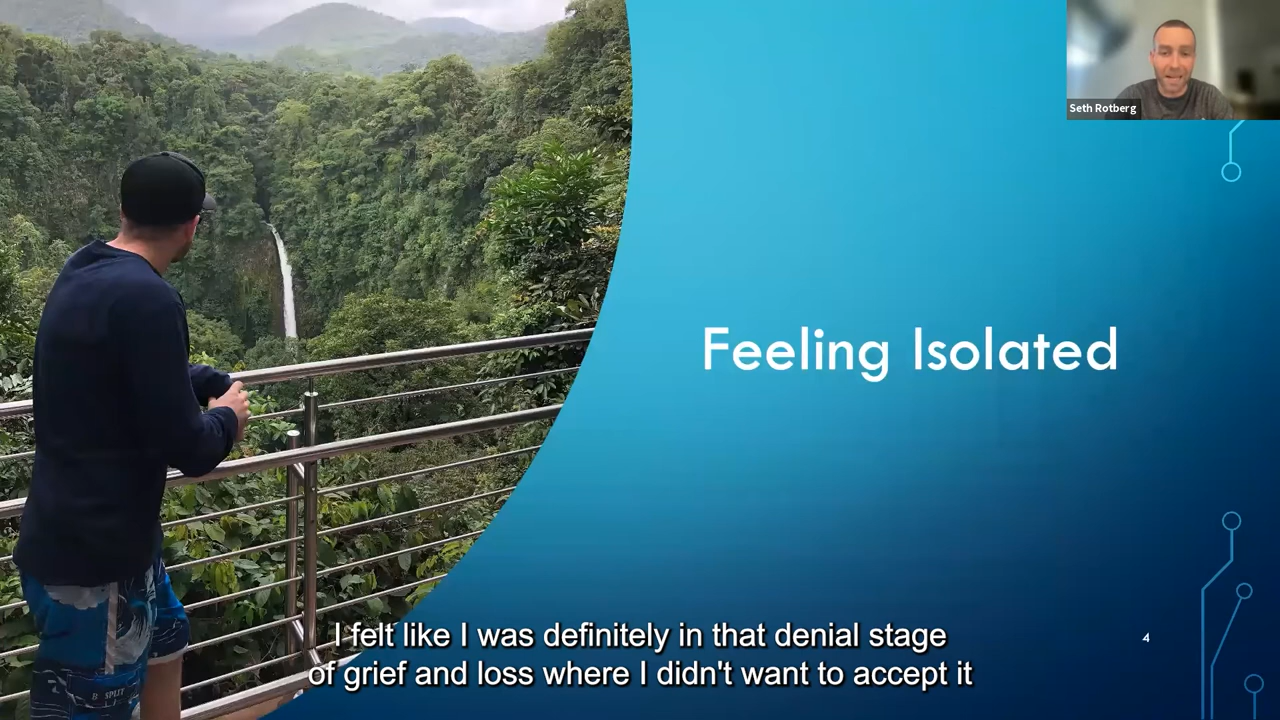 Seth Rotberg
Feeling Isolated
I felt like I was definitely in that denial stage
of grief and loss where I didn't want to accept it
4
B SPLIT